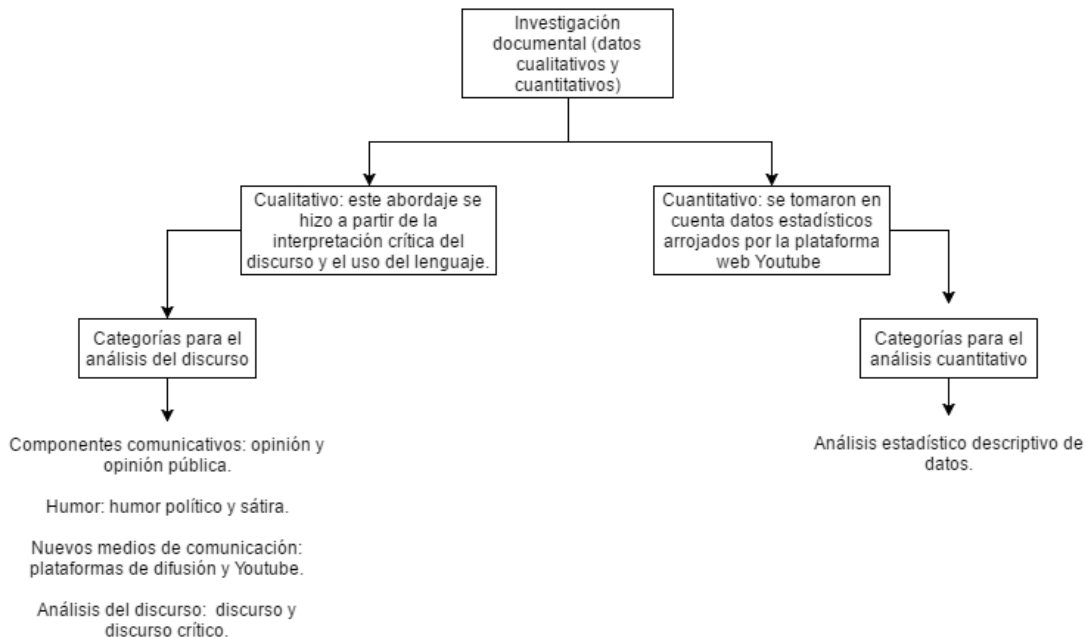 Investigación
documental (datos
cualitativos y
cuantitativos)
Cualitativo: este abordaje se
hizo a partir de la
interpretación crítica del
discurso y el uso del lenguaje.
Cuantitativo: se tomaron en
cuenta datos estadísticos
arrojados por la plataforma
web Youtube
Categorías para el
análisis del discurso
Categorías para el
análisis cuantitativo
Componentes comunicativos: opinión y
opinión pública.
Humor: humor político y sátira.
Nuevos medios de comunicación:
plataformas de difusión y Youtube.
Análisis del discurso: discurso y
discurso crítico.
Análisis estadístico descriptivo de
datos.